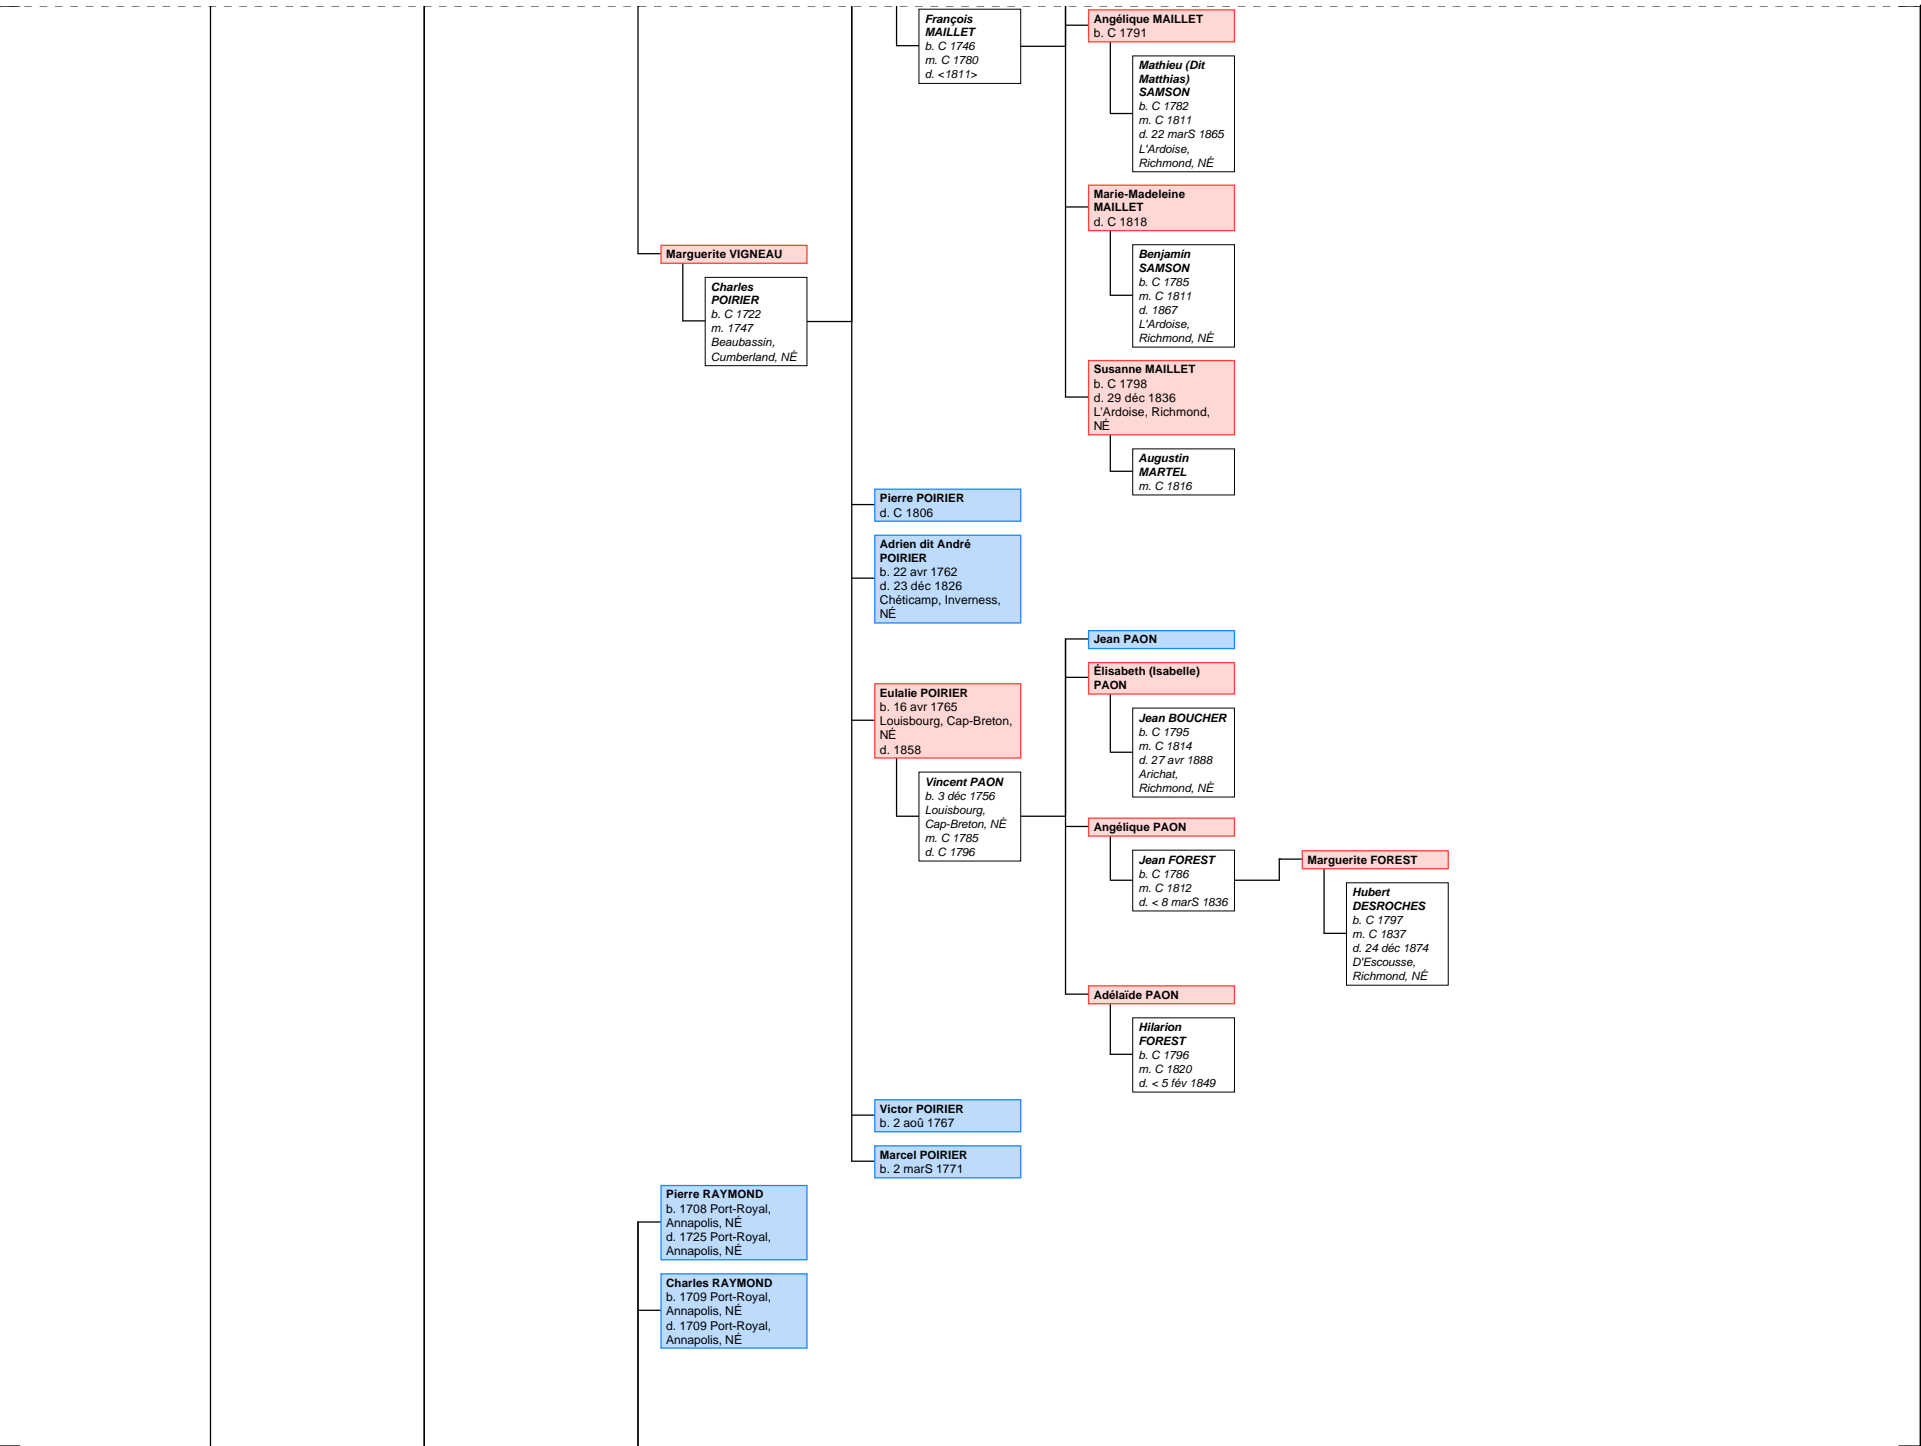 François
MAILLET
b. C 1746
m. C 1780
d. <1811>
Angélique MAILLET
b. C 1791
Mathieu (Dit
Matthias)
SAMSON
b. C 1782
m. C 1811
d. 22 marS 1865
L'Ardoise,
Richmond, NÉ
Marie-Madeleine
MAILLET
d. C 1818
Benjamin
SAMSON
b. C 1785
m. C 1811
d. 1867
L'Ardoise,
Richmond, NÉ
Marguerite VIGNEAU
Charles
POIRIER
b. C 1722
m. 1747
Beaubassin,
Cumberland, NÉ
Susanne MAILLET
b. C 1798
d. 29 déc 1836
L'Ardoise, Richmond,
NÉ
Augustin
MARTEL
m. C 1816
Pierre POIRIER
d. C 1806
Adrien dit André
POIRIER
b. 22 avr 1762
d. 23 déc 1826
Chéticamp, Inverness,
NÉ
Eulalie POIRIER
b. 16 avr 1765
Louisbourg, Cap-Breton,
NÉ
d. 1858
Vincent PAON
b. 3 déc 1756
Louisbourg,
Cap-Breton, NÉ
m. C 1785
d. C 1796
Jean PAON
Élisabeth (Isabelle)
PAON
Jean BOUCHER
b. C 1795
m. C 1814
d. 27 avr 1888
Arichat,
Richmond, NÉ
Angélique PAON
Jean FOREST
b. C 1786
m. C 1812
d. < 8 marS 1836
Marguerite FOREST
Hubert
DESROCHES
b. C 1797
m. C 1837
d. 24 déc 1874
D'Escousse,
Richmond, NÉ
Adélaïde PAON
Hilarion
FOREST
b. C 1796
m. C 1820
d. < 5 fév 1849
Victor POIRIER
b. 2 aoû 1767
Marcel POIRIER
b. 2 marS 1771
Pierre RAYMOND
b. 1708 Port-Royal,
Annapolis, NÉ
d. 1725 Port-Royal,
Annapolis, NÉ
Charles RAYMOND
b. 1709 Port-Royal,
Annapolis, NÉ
d. 1709 Port-Royal,
Annapolis, NÉ